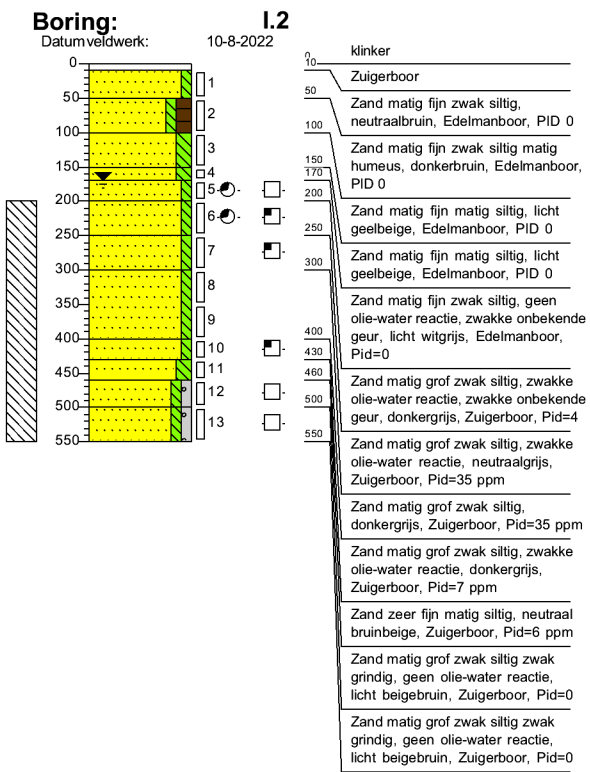 Boring:
I.2
Datum veldwerk:
10-8-2022
0
50
100
150
200
250
300
350
400
450
500
550
1
2
3
4
5
6
7
8
9
10
11
12
13
0
10
50
100
150
170
200
250
300
400
430
460
500
550
klinker
Zuigerboor
Zand matig fijn zwak siltig,
neutraalbruin, Edelmanboor, PID 0
Zand matig fijn zwak siltig matig
humeus, donkerbruin, Edelmanboor,
PID 0
Zand matig fijn matig siltig, licht
geelbeige, Edelmanboor, PID 0
Zand matig fijn matig siltig, licht
geelbeige, Edelmanboor, PID 0
Zand matig fijn zwak siltig, geen
olie-water reactie, zwakke onbekende
geur, licht witgrijs, Edelmanboor,
Pid=0
Zand matig grof zwak siltig, zwakke
olie-water reactie, zwakke onbekende
geur, donkergrijs, Zuigerboor, Pid=4
Zand matig grof zwak siltig, zwakke
olie-water reactie, neutraalgrijs,
Zuigerboor, Pid=35 ppm
Zand matig grof zwak siltig,
donkergrijs, Zuigerboor, Pid=35 ppm
Zand matig grof zwak siltig, zwakke
olie-water reactie, donkergrijs,
Zuigerboor, Pid=7 ppm
Zand zeer fijn matig siltig, neutraal
bruinbeige, Zuigerboor, Pid=6 ppm
Zand matig grof zwak siltig zwak
grindig, geen olie-water reactie,
licht beigebruin, Zuigerboor, Pid=0
Zand matig grof zwak siltig zwak
grindig, geen olie-water reactie,
licht beigebruin, Zuigerboor, Pid=0